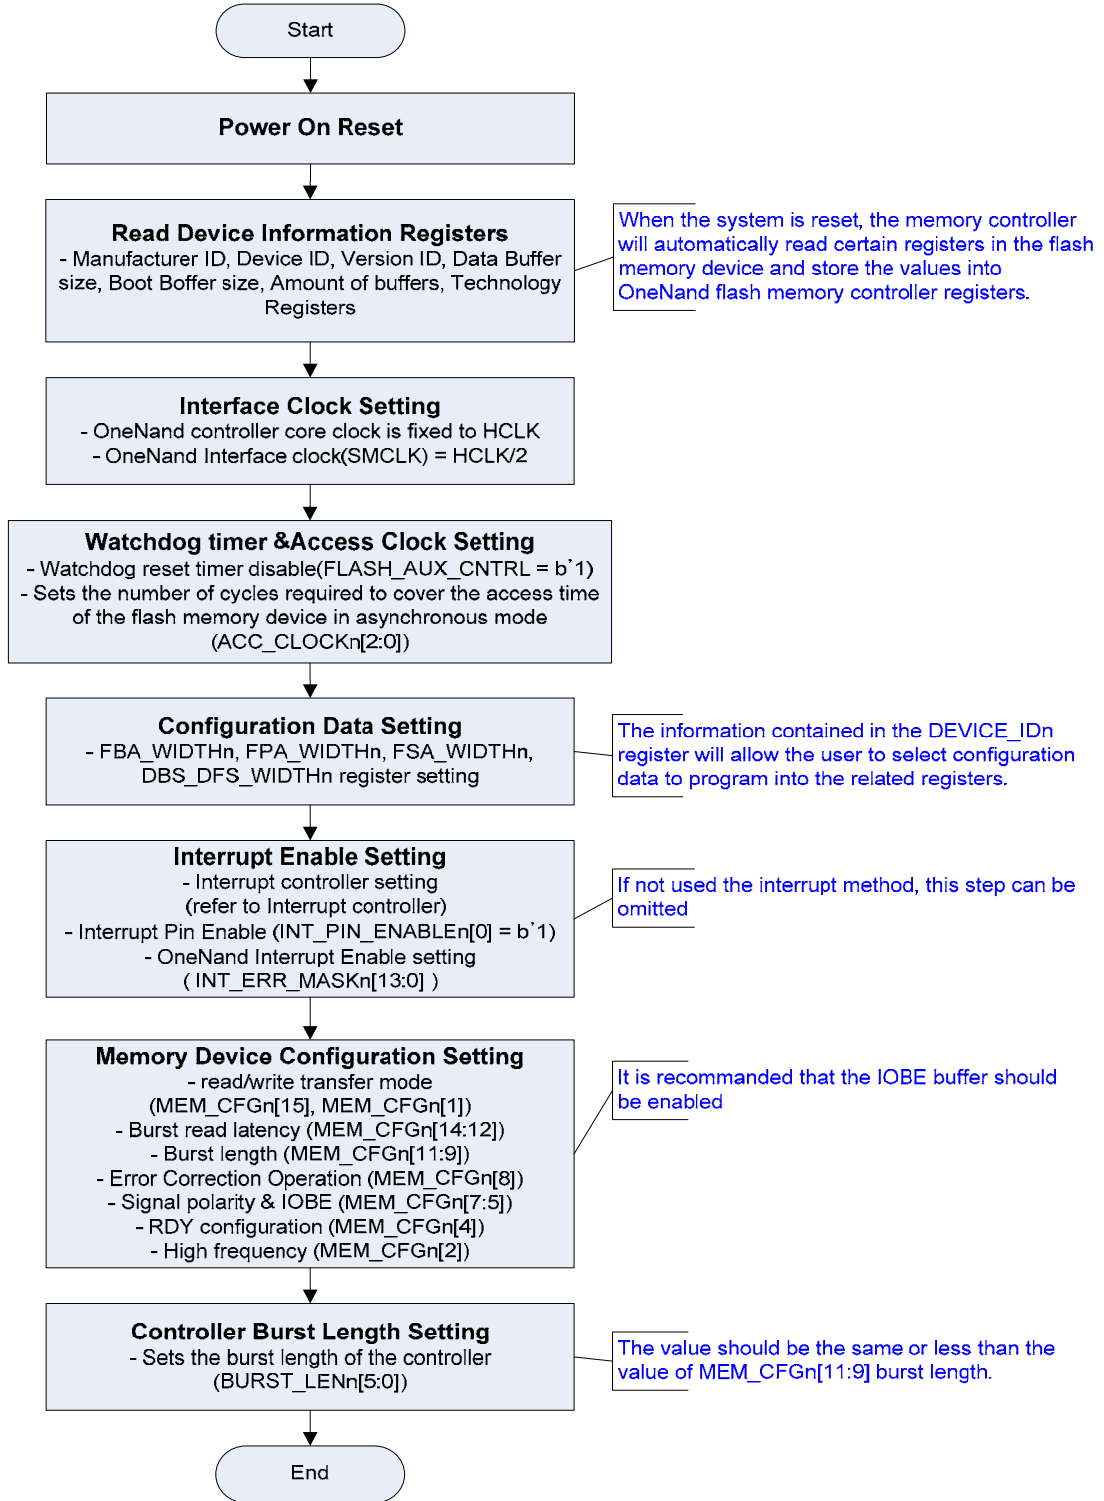 Start
Power On Reset
Read Device Information Registers
- Manufacturer ID, Device ID, Version ID, Data Buffer
size, Boot Boffer size, Amount of buffers, Technology
Registers
When the system is reset, the memory controller
will automatically read certain registers in the flash
memory device and store the values into
OneNand flash memory controller registers.
Interface Clock Setting
- OneNand controller core clock is fixed to HCLK
- OneNand Interface clock(SMCLK) = HCLK/2
Watchdog timer &Access Clock Setting
- Watchdog reset timer disable(FLASH_AUX_CNTRL = b’1)
- Sets the number of cycles required to cover the access time
of the flash memory device in asynchronous mode
(ACC_CLOCKn[2:0])
Configuration Data Setting
- FBA_WIDTHn, FPA_WIDTHn, FSA_WIDTHn,
DBS_DFS_WIDTHn register setting
The information contained in the DEVICE_IDn
register will allow the user to select configuration
data to program into the related registers.
Interrupt Enable Setting
- Interrupt controller setting
(refer to Interrupt controller)
- Interrupt Pin Enable (INT_PIN_ENABLEn[0] = b’1)
- OneNand Interrupt Enable setting
( INT_ERR_MASKn[13:0] )
If not used the interrupt method, this step can be
omitted
Memory Device Configuration Setting
- read/write transfer mode
(MEM_CFGn[15], MEM_CFGn[1])
- Burst read latency (MEM_CFGn[14:12])
- Burst length (MEM_CFGn[11:9])
- Error Correction Operation (MEM_CFGn[8])
- Signal polarity & IOBE (MEM_CFGn[7:5])
- RDY configuration (MEM_CFGn[4])
- High frequency (MEM_CFGn[2])
It is recommanded that the IOBE buffer should
be enabled
Controller Burst Length Setting
- Sets the burst length of the controller
(BURST_LENn[5:0])
The value should be the same or less than the
value of MEM_CFGn[11:9] burst length.
End